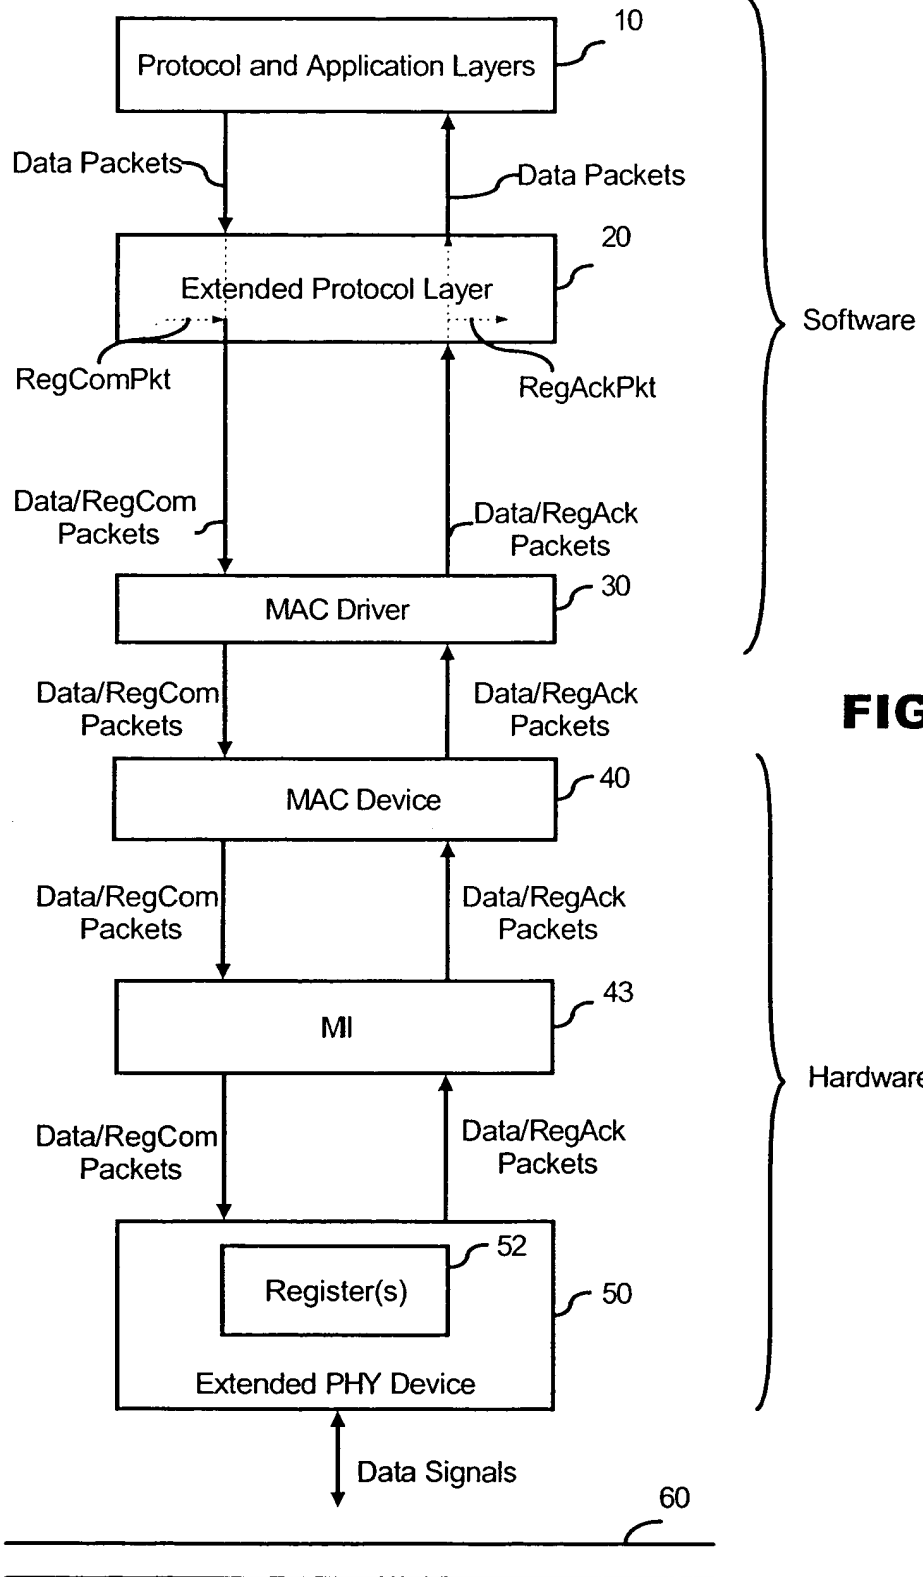 10
Protocol and Application Layers
Data Packets
Data Packets
20
Extended Protocol Layer
Software
RegComPkt
RegAckPkt
Data/RegCom
Packets
Data/RegAck
Packets
30
MAC Driver
Data/RegCom
Packets
Data/RegAck
Packets
FIG
40
MAC Device
Data/RegCom
Packets
Data/RegAck
Packets
43
MI
Hardware
Data/RegCom
Packets
Data/RegAck
Packets
52
Register(s)
50
Extended PHY Device
Data Signals
60